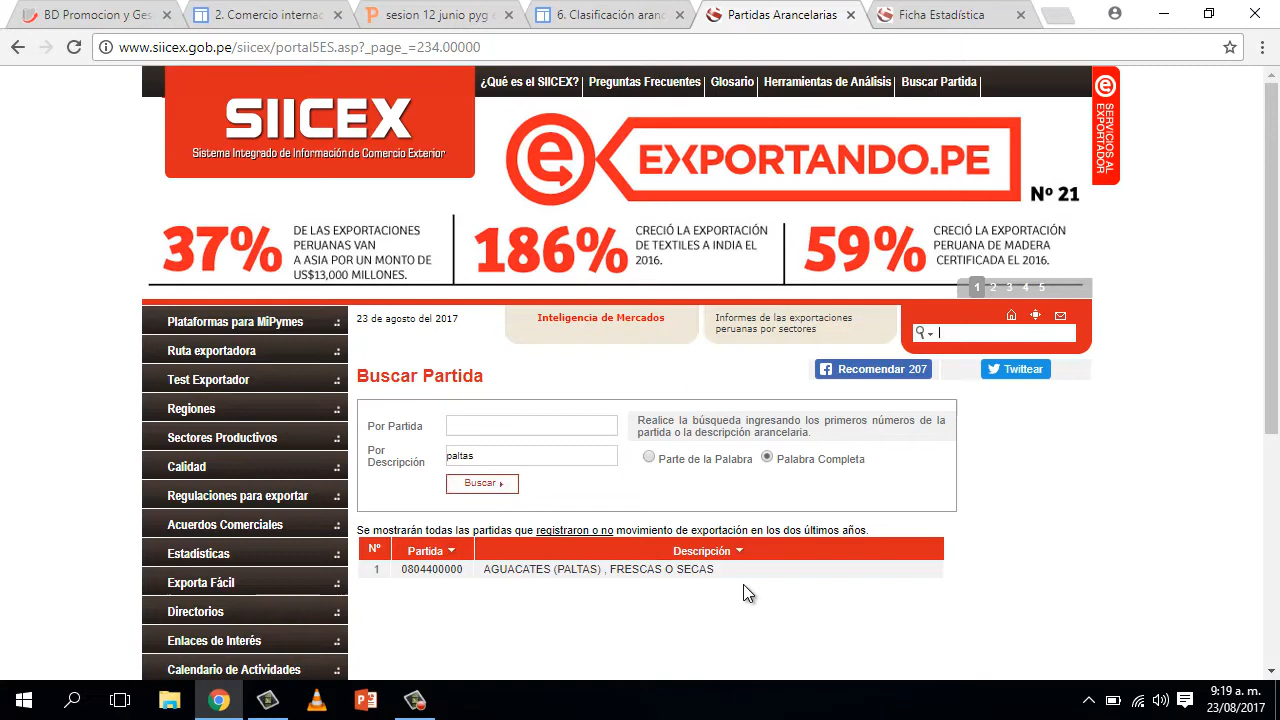 BD Promocion y Ges
2. Comercio internac
sesion 12 junio pyg e
6. Clasificación aranc
Partidas Arancelarias
Ficha Estadística
www.siicex.gob.pe/siicex/portal5ES.asp?_page_=234.00000
SIICEX
Sistema Integrado de Información de Comercio Exterior
¿Qué es el SIICEX?
Preguntas Frecuentes
Glosario
Herramientas de Análisis
Buscar Partida
e
SERVICIOS AL
EXPORTADOR
e EXPORTANDO.PE
Nº 21
37%
DE LAS EXPORTACIONES
PERUANAS VAN
A ASIA POR UN MONTO DE
US$13,000 MILLONES.
186%
CRECIÓ LA EXPORTACIÓN
DE TEXTILES A INDIA EL
2016.
59%
CRECIÓ LA EXPORTACIÓN
PERUANA DE MADERA
CERTIFICADA EL 2016.
1 2 3 4 5
Plataformas para MiPymes
Ruta exportadora
Test Exportador
Regiones
Sectores Productivos
Calidad
Regulaciones para exportar
Acuerdos Comerciales
Estadísticas
Exporta Fácil
Directorios
Enlaces de Interés
Calendario de Actividades
23 de agosto del 2017
Inteligencia de Mercados
Informes de las exportaciones
peruanas por sectores
Recomendar 207
Twittear
Buscar Partida
Por Partida
Por
Descripción
paltas
Buscar
Realice la búsqueda ingresando los primeros números de la
partida o la descripción arancelaria.
Parte de la Palabra
Palabra Completa
Se mostrarán todas las partidas que registraron o no movimiento de exportación en los dos últimos años.
Nº Partida Descripción
1 0804400000 AGUACATES (PALTAS) , FRESCAS O SECAS
9:19 a. m.
23/08/2017